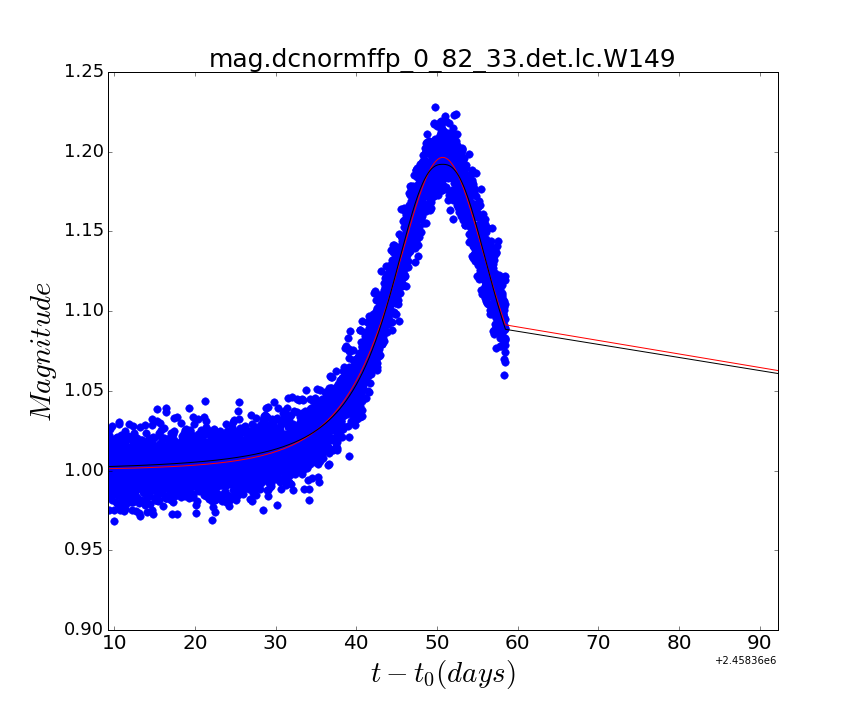 mag.dcnormffp_0_82_33.det.lc.W149
1.25
1.20
1.15
1.10
1.05
1.00
0.95
0.90
Magnitude
10 20 30 40 50 60 70 80 90
+2.45836e6
t − t₀(days)